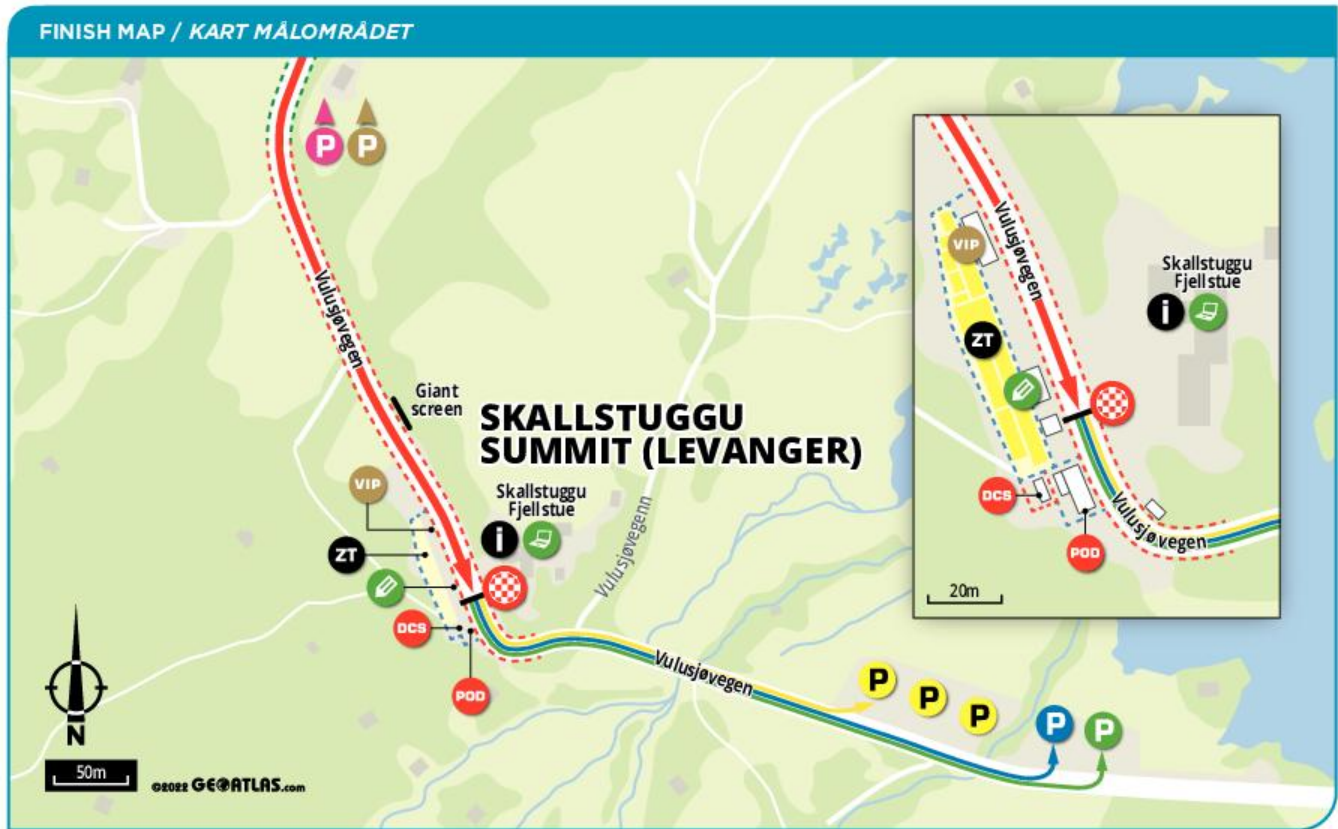 FINISH MAP / KART MÅLOMRÅDET
P P
Vulusjøvegen
Giant
screen
SKALLSTUGGU
SUMMIT (LEVANGER)
VIP
Skallstuggu
Fjellstue
i
ZT
DCS
POD
Vulusjøvegenn
Vulusjøvegen
P
P
P
P
P
N
50m
©2022 GEOATLAS.com
Vulusjøvegen
VIP
Skallstuggu
Fjellstue
i
ZT
DCS
POD
Vulusjøvegen
20m